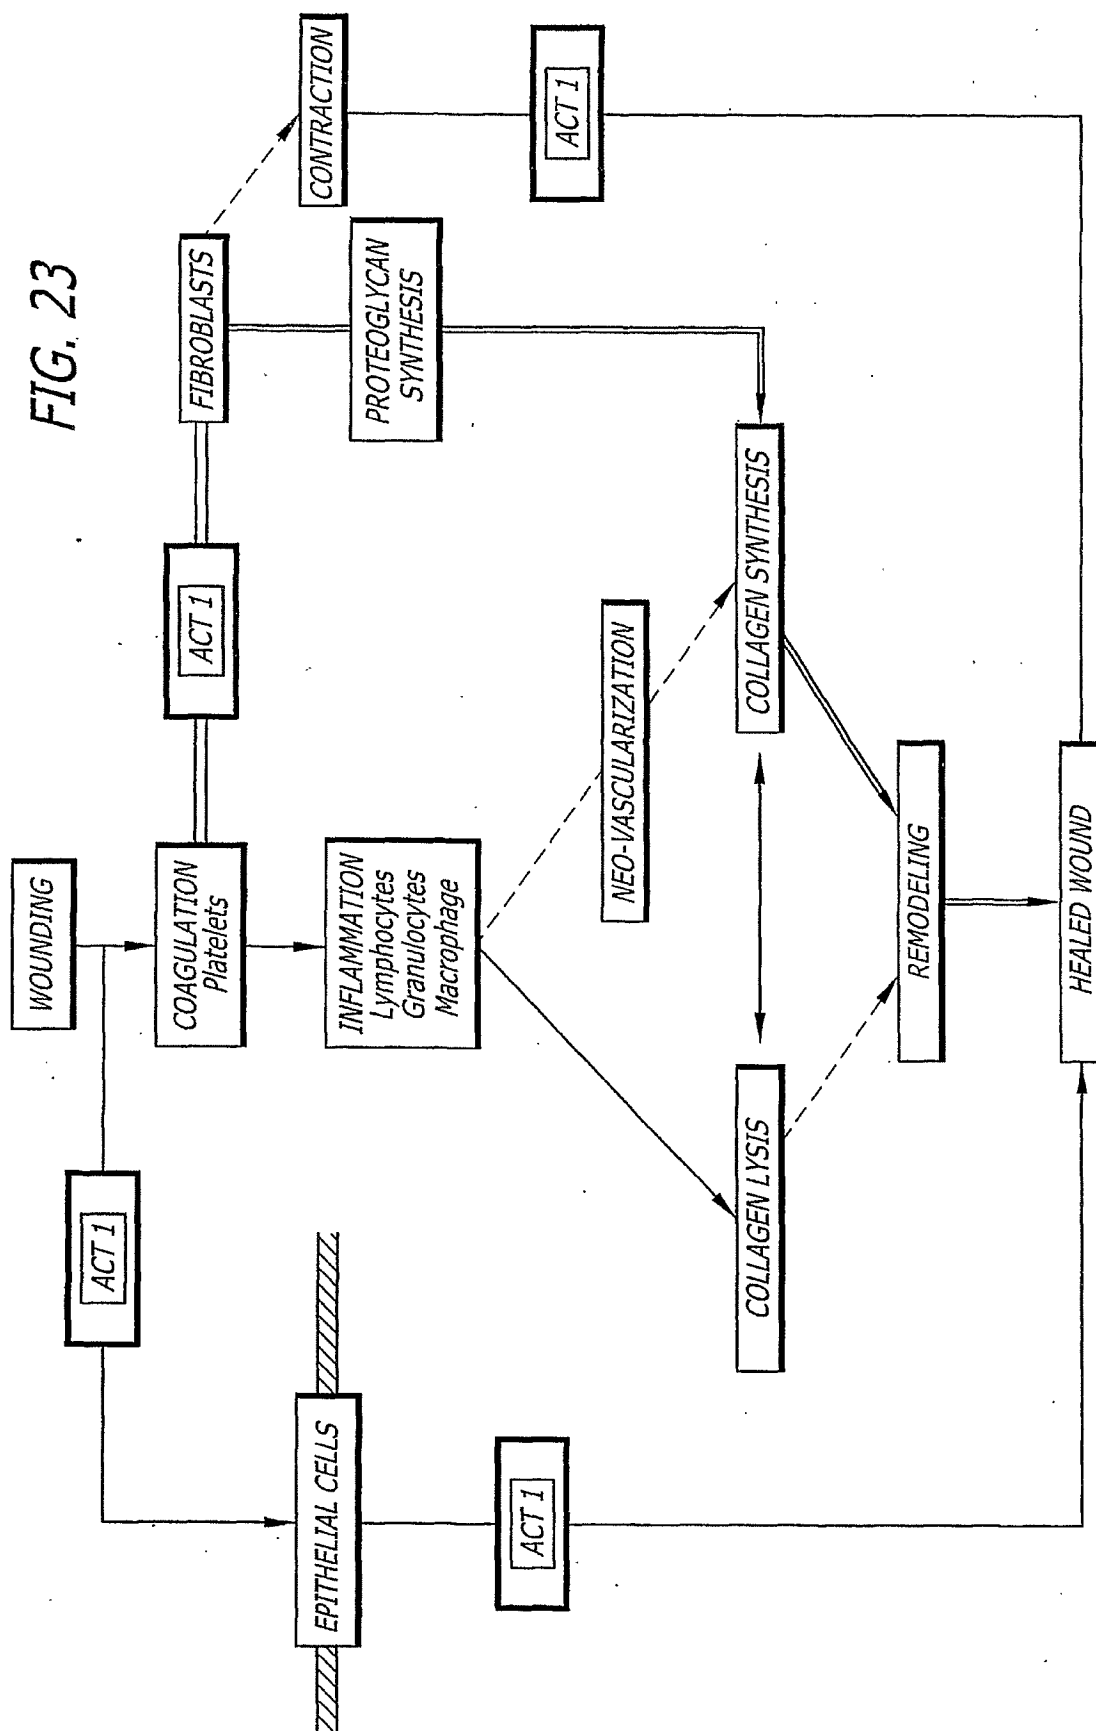 FIG. 23
WOUNDING
ACT 1
COAGULATION
Platelets
ACT 1
FIBROBLASTS
EPITHELIAL CELLS
INFLAMMATION
Lymphocytes
Granulocytes
Macrophage
PROTEOGLYCAN
SYNTHESIS
CONTRACTION
ACT 1
NEO-VASCULARIZATION
ACT 1
COLLAGEN LYSIS
COLLAGEN SYNTHESIS
REMODELING
HEALED WOUND